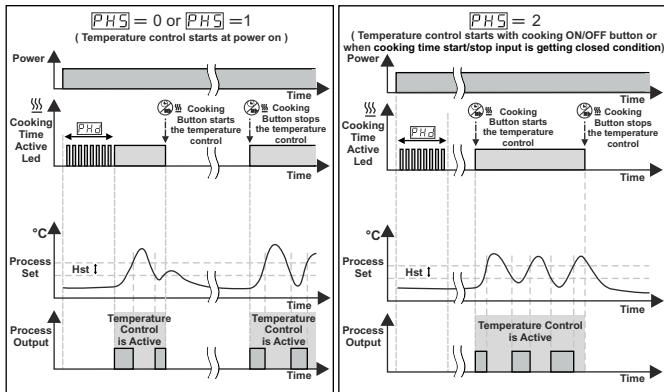 PHS = 0 or PHS =1
( Temperature control starts at power on )
Power
Time
Cooking
Time
Active
Led
PHd
Cooking
Button starts
the temperature
control
Cooking
Button stops
the temperature
control
Time
°C
Process
Set
Hst
Time
Process
Output
Temperature
Control
is Active
Temperature
Control
is Active
Time
PHS = 2
( Temperature control starts with cooking ON/OFF button or
when cooking time start/stop input is getting closed condition)
Power
Time
Cooking
Time
Active
Led
PHd
Cooking
Button starts
the temperature
control
Cooking
Button stops
the temperature
control
Time
°C
Process
Set
Hst
Time
Process
Output
Temperature Control
is Active
Time